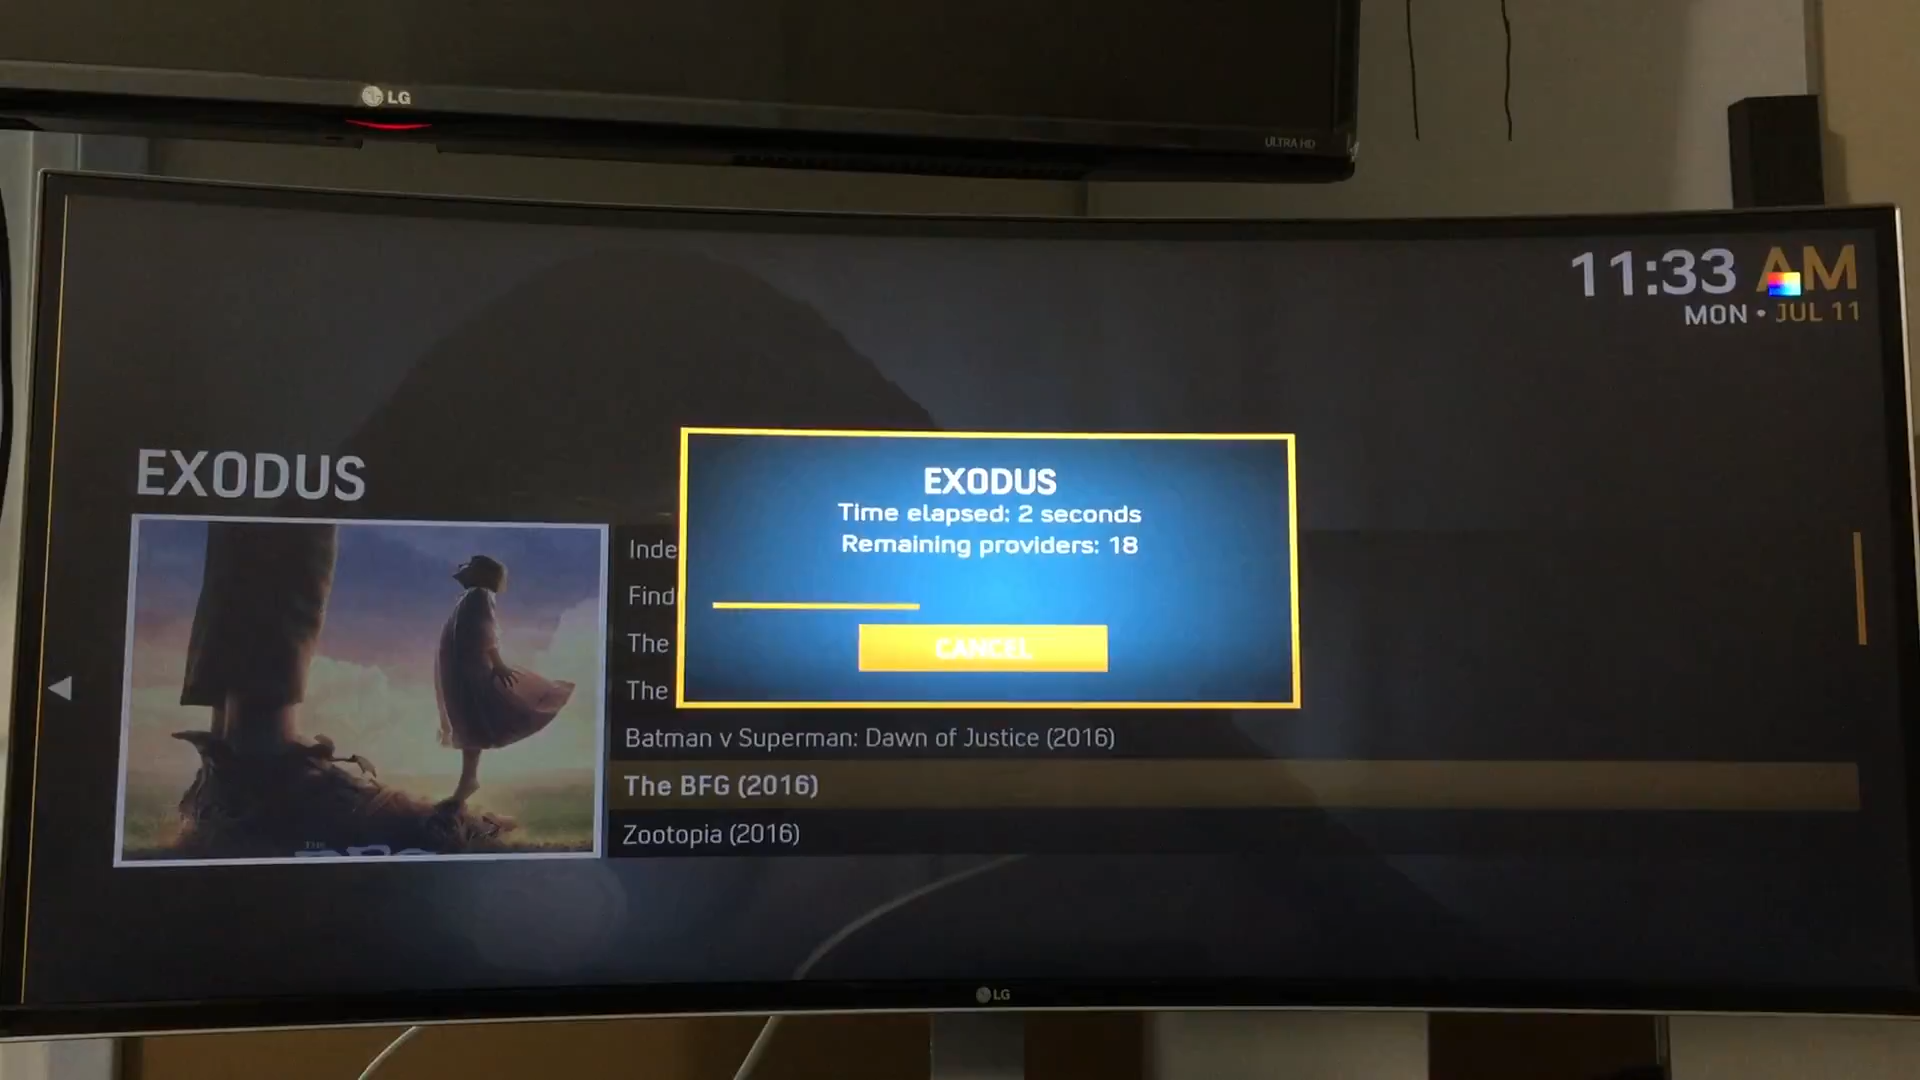 LG
ULTRA HD
11:33 AM
MON • JUL 11
EXODUS
EXODUS
Time elapsed: 2 seconds
Remaining providers: 18
CANCEL
Inde
Find
The
The
Batman v Superman: Dawn of Justice (2016)
The BFG (2016)
Zootopia (2016)
THE
LG